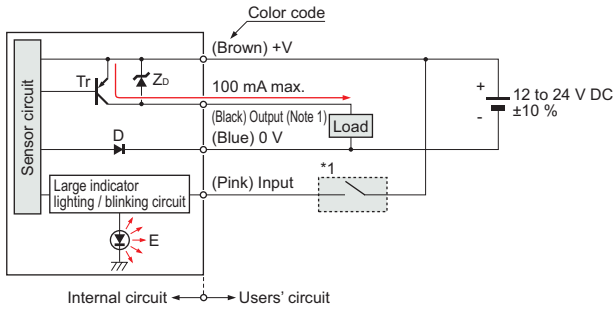 Color code
(Brown) +V
Tr
ZD
100 mA max.
+
12 to 24 V DC
±10 %
-
(Black) Output (Note 1)
Load
Sensor circuit
D
(Blue) 0 V
*1
(Pink) Input
Large indicator
lighting / blinking circuit
E
Internal circuit
Users' circuit